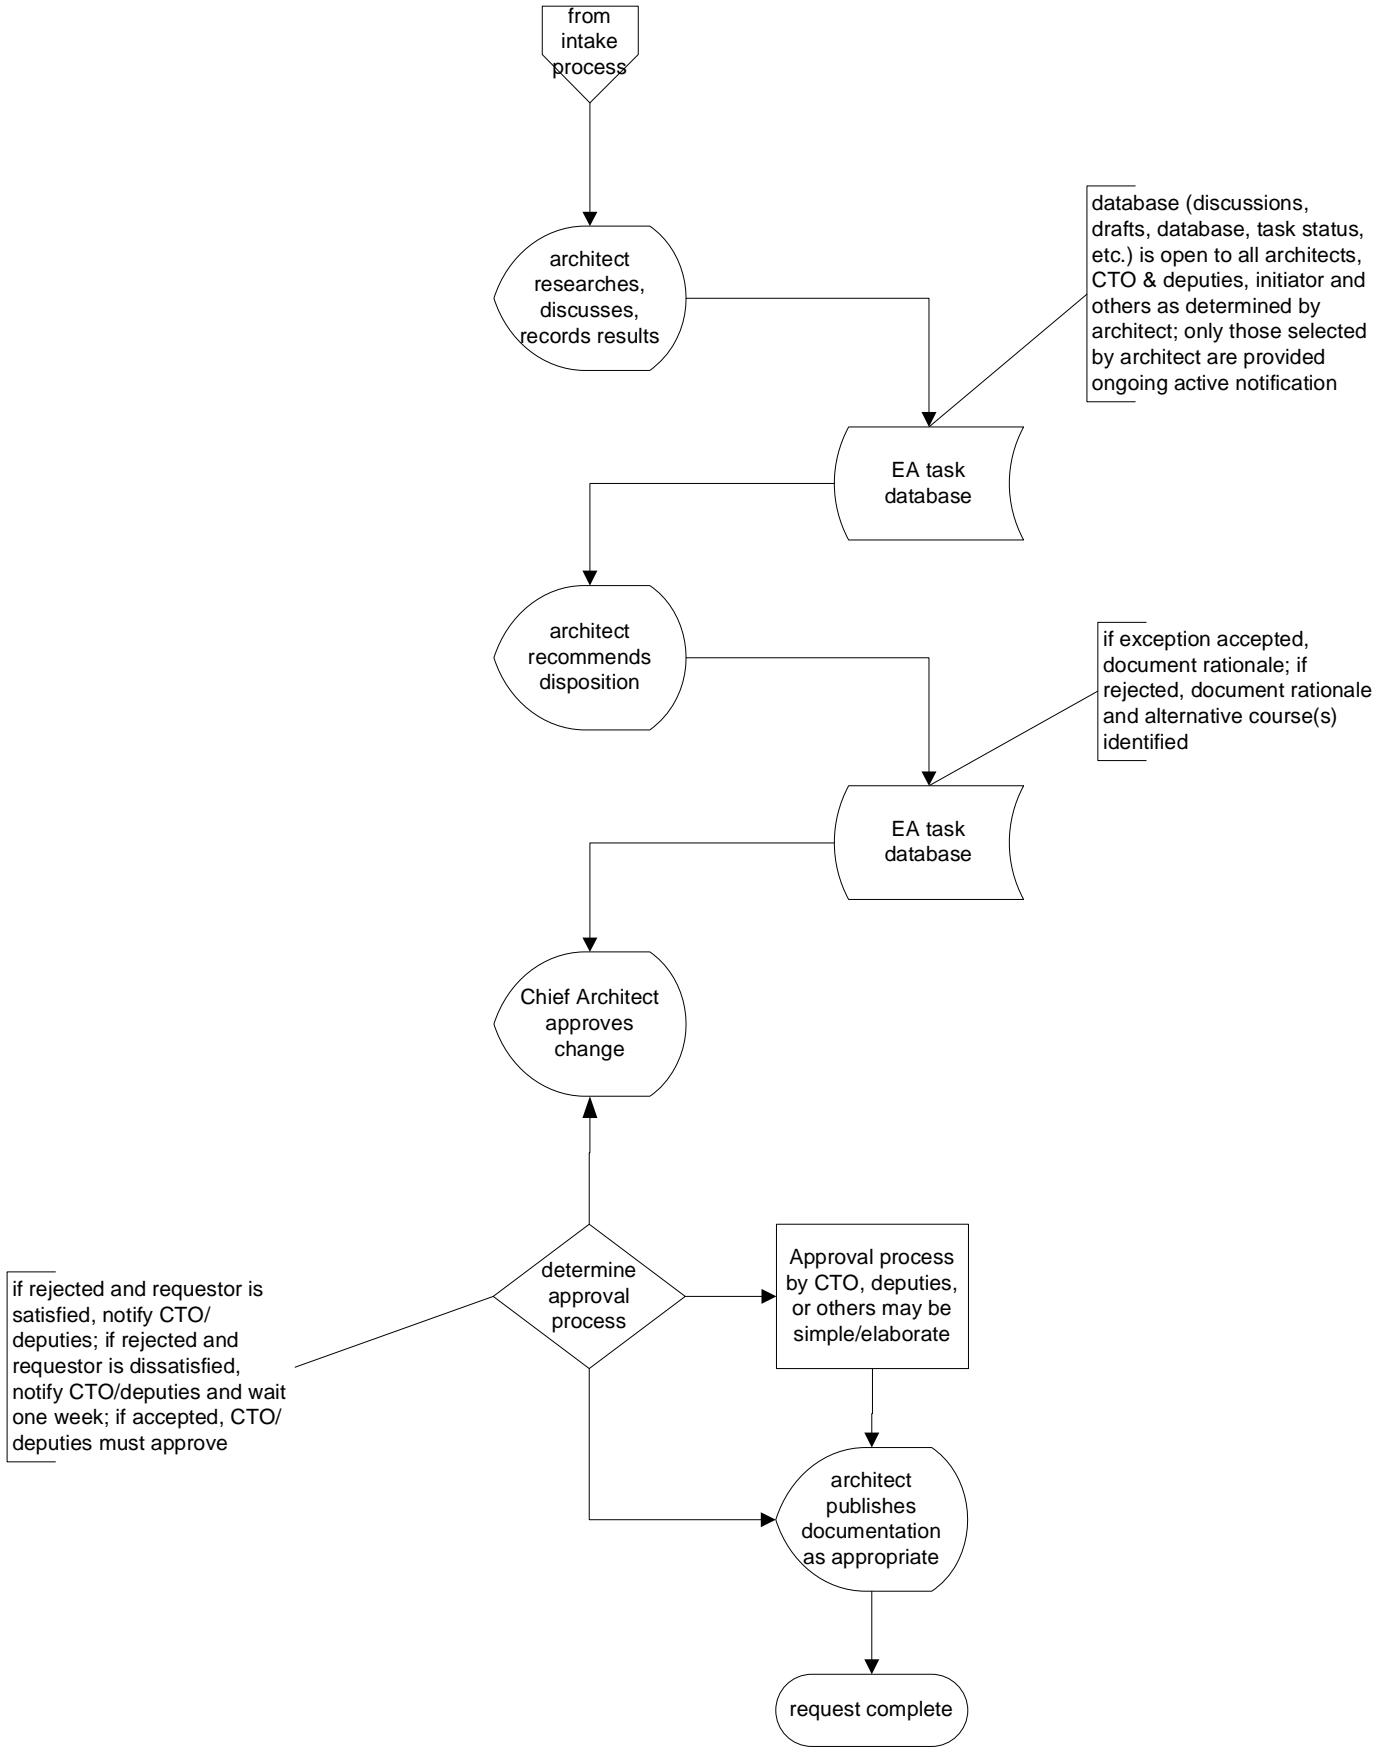 from
intake
process
architect
researches,
discusses,
records results
database (discussions,
drafts, database, task status,
etc.) is open to all architects,
CTO & deputies, initiator and
others as determined by
architect; only those selected
by architect are provided
ongoing active notification
EA task
database
architect
recommends
disposition
if exception accepted,
document rationale; if
rejected, document rationale
and alternative course(s)
identified
EA task
database
Chief Architect
approves
change
determine
approval
process
Approval process
by CTO, deputies,
or others may be
simple/elaborate
if rejected and requestor is
satisfied, notify CTO/
deputies; if rejected and
requestor is dissatisfied,
notify CTO/deputies and wait
one week; if accepted, CTO/
deputies must approve
architect
publishes
documentation
as appropriate
request complete